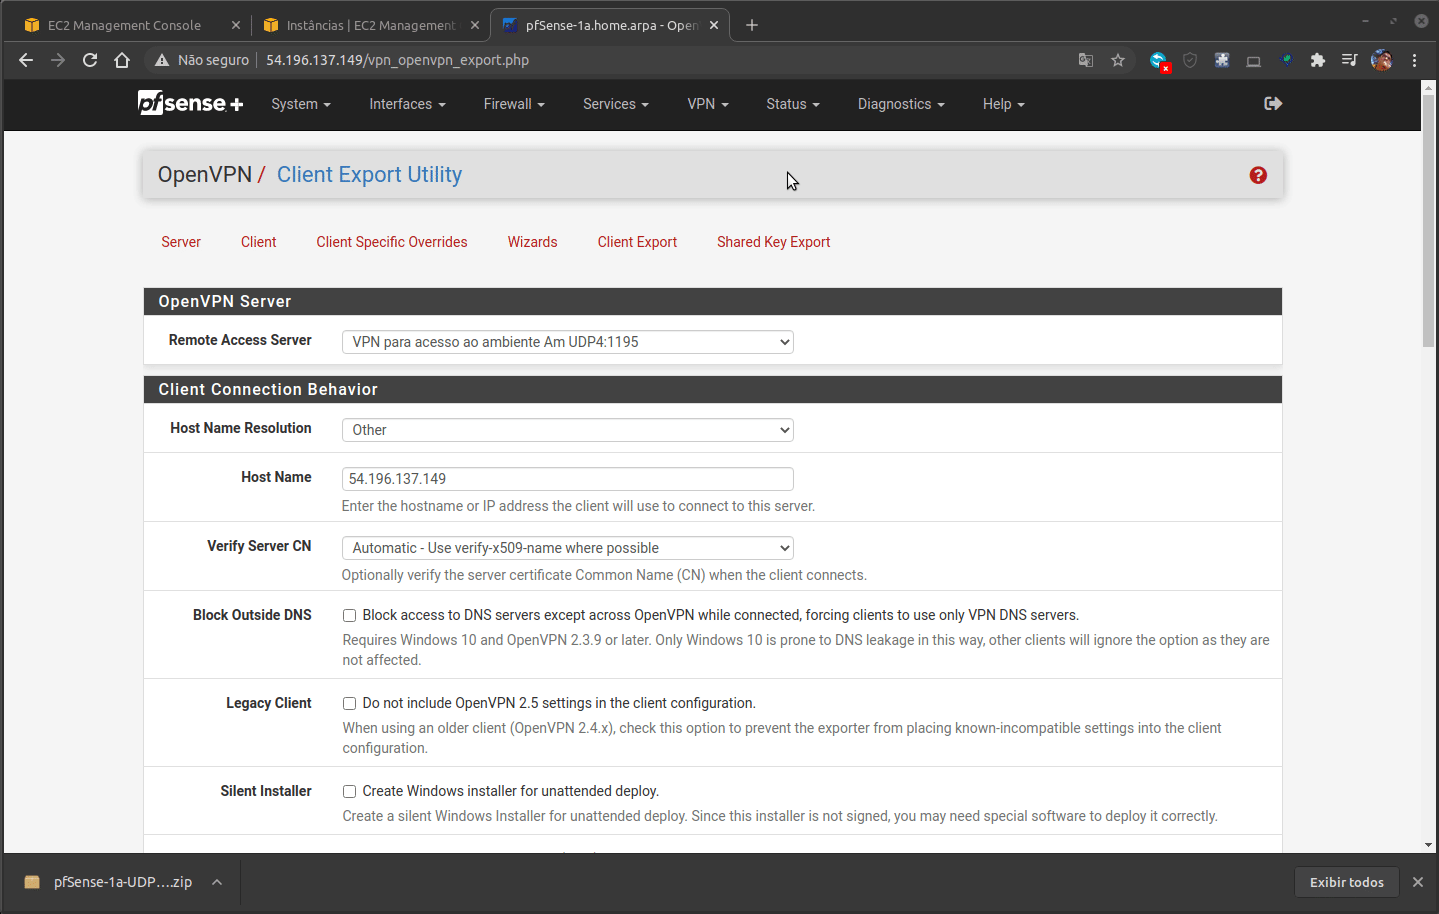 EC2 Management Console
Instâncias | EC2 Management
pfSense-1a.home.arpa - Open
Não seguro
54.196.137.149/vpn_openvpn_export.php
pfsense +
System
Interfaces
Firewall
Services
VPN
Status
Diagnostics
Help
OpenVPN / Client Export Utility
Server
Client
Client Specific Overrides
Wizards
Client Export
Shared Key Export
OpenVPN Server
Remote Access Server
VPN para acesso ao ambiente Am UDP4:1195
Client Connection Behavior
Host Name Resolution
Other
Host Name
54.196.137.149
Enter the hostname or IP address the client will use to connect to this server.
Verify Server CN
Automatic - Use verify-x509-name where possible
Optionally verify the server certificate Common Name (CN) when the client connects.
Block Outside DNS
Block access to DNS servers except across OpenVPN while connected, forcing clients to use only VPN DNS servers.
Requires Windows 10 and OpenVPN 2.3.9 or later. Only Windows 10 is prone to DNS leakage in this way, other clients will ignore the option as they are
not affected.
Legacy Client
Do not include OpenVPN 2.5 settings in the client configuration.
When using an older client (OpenVPN 2.4.x), check this option to prevent the exporter from placing known-incompatible settings into the client
configuration.
Silent Installer
Create Windows installer for unattended deploy.
Create a silent Windows Installer for unattended deploy. Since this installer is not signed, you may need special software to deploy it correctly.
pfSense-1a-UDP....zip
Exibir todos